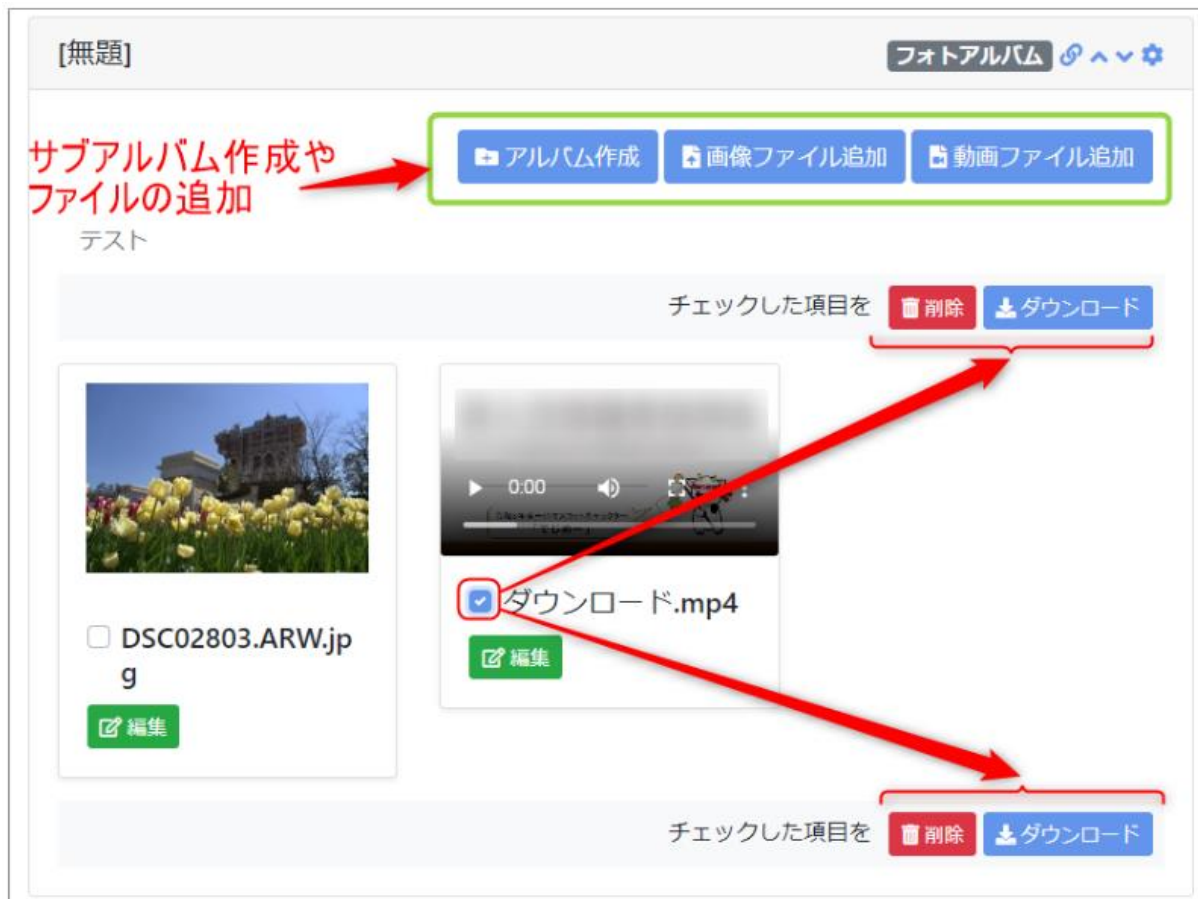 [無題]
フォトアルバム
アルバム作成 画像ファイル追加 動画ファイル追加
サブアルバム作成や
ファイルの追加
テスト
チェックした項目を 削除 ダウンロード
0:00
ダウンロード.mp4
編集
DSC02803.ARW.jp
g
編集
チェックした項目を 削除 ダウンロード